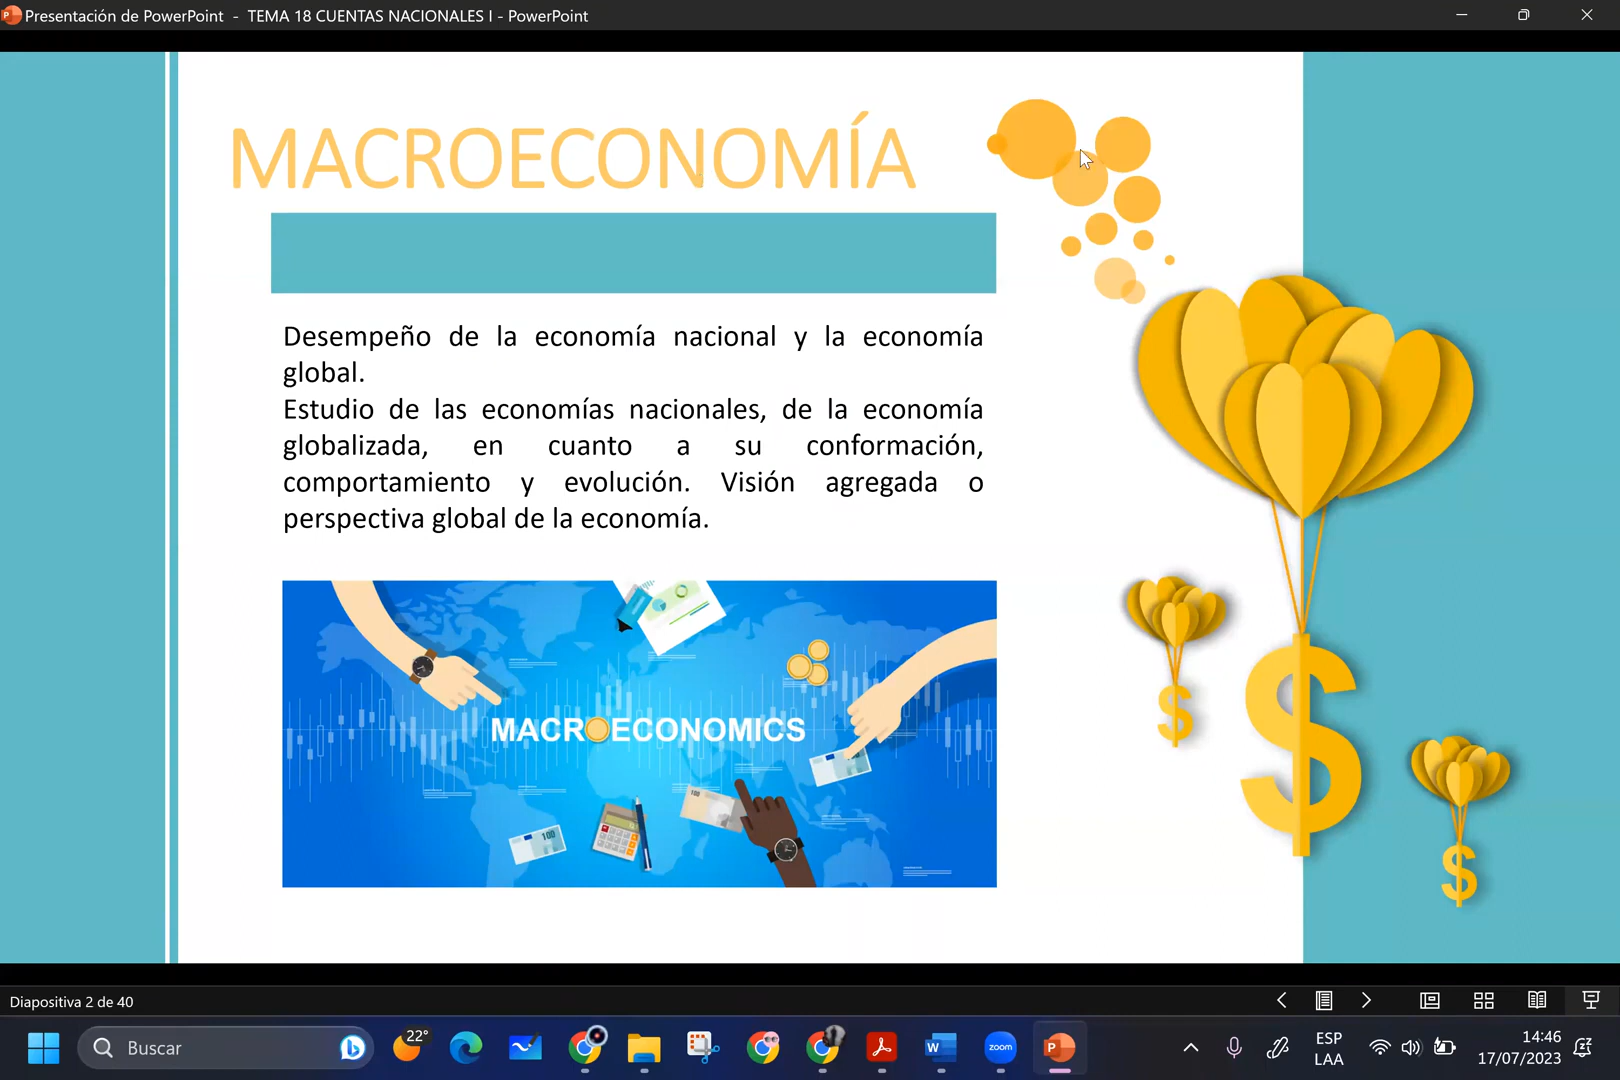 Presentación de PowerPoint - TEMA 18 CUENTAS NACIONALES I - PowerPoint
MACROECONOMÍA
Desempeño de la economía nacional y la economía
global.
Estudio de las economías nacionales, de la economía
globalizada, en cuanto a su conformación,
comportamiento y evolución. Visión agregada o
perspectiva global de la economía.
MACROECONOMICS
100
100
$
$
$
Diapositiva 2 de 40
Buscar
22°
zoom
ESP
LAA
14:46
17/07/2023